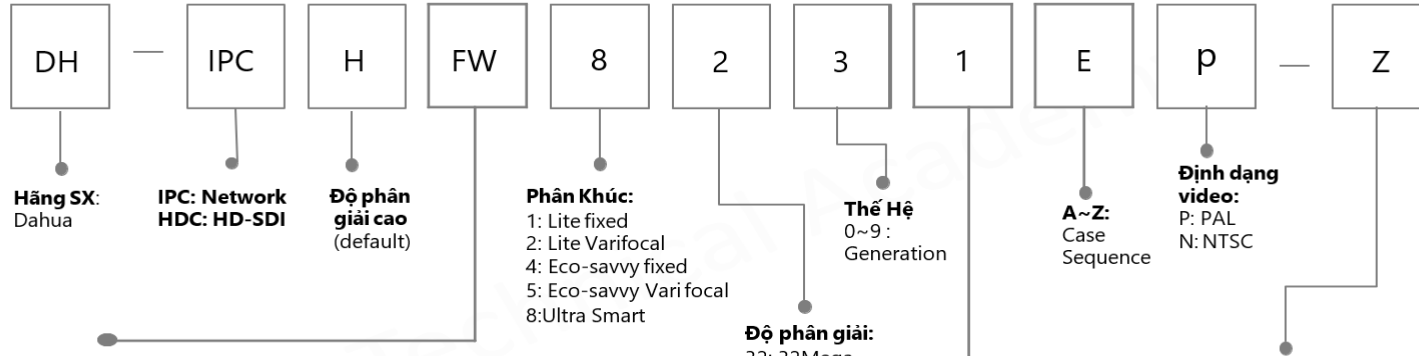 DH — IPC H FW 8 2 3 1 E p — Z
Hãng SX:
Dahua
IPC: Network
HDC: HD-SDI
Độ phân
giải cao
(default)
Phân Khúc:
1: Lite fixed
2: Lite Varifocal
4: Eco-savvy fixed
5: Eco-savvy Vari focal
8:Ultra Smart
Độ phân giải:
Thế Hệ
0~9 :
Generation
A~Z:
Case
Sequence
Định dạng
video:
P: PAL
N: NTSC